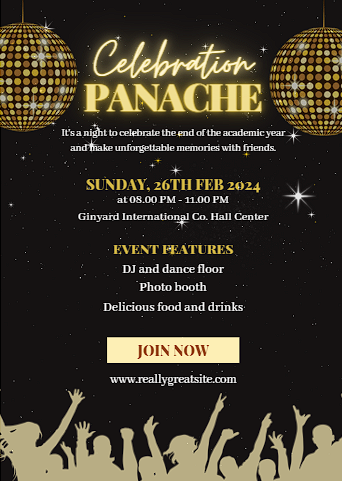 Celebration
PANACHE
It's a night to celebrate the end of the academic year
and make unforgettable memories with friends.
SUNDAY, 26TH FEB 2024
at 08.00 PM - 11.00 PM
Ginyard International Co. Hall Center
EVENT FEATURES
DJ and dance floor
Photo booth
Delicious food and drinks
JOIN NOW
www.reallygreatsite.com